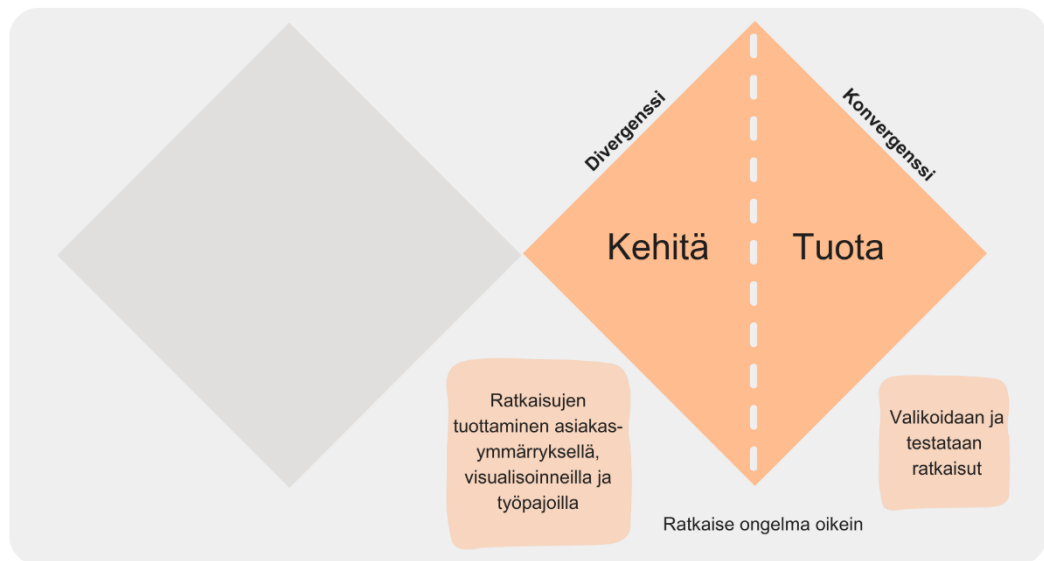 Divergenssi
Konvergenssi
Kehitä
Tuota
Ratkaisujen
tuottaminen asiakas-
ymmärryksellä,
visualisoinneilla ja
työpajoilla
Valikoidaan ja
testataan
ratkaisut
Ratkaise ongelma oikein